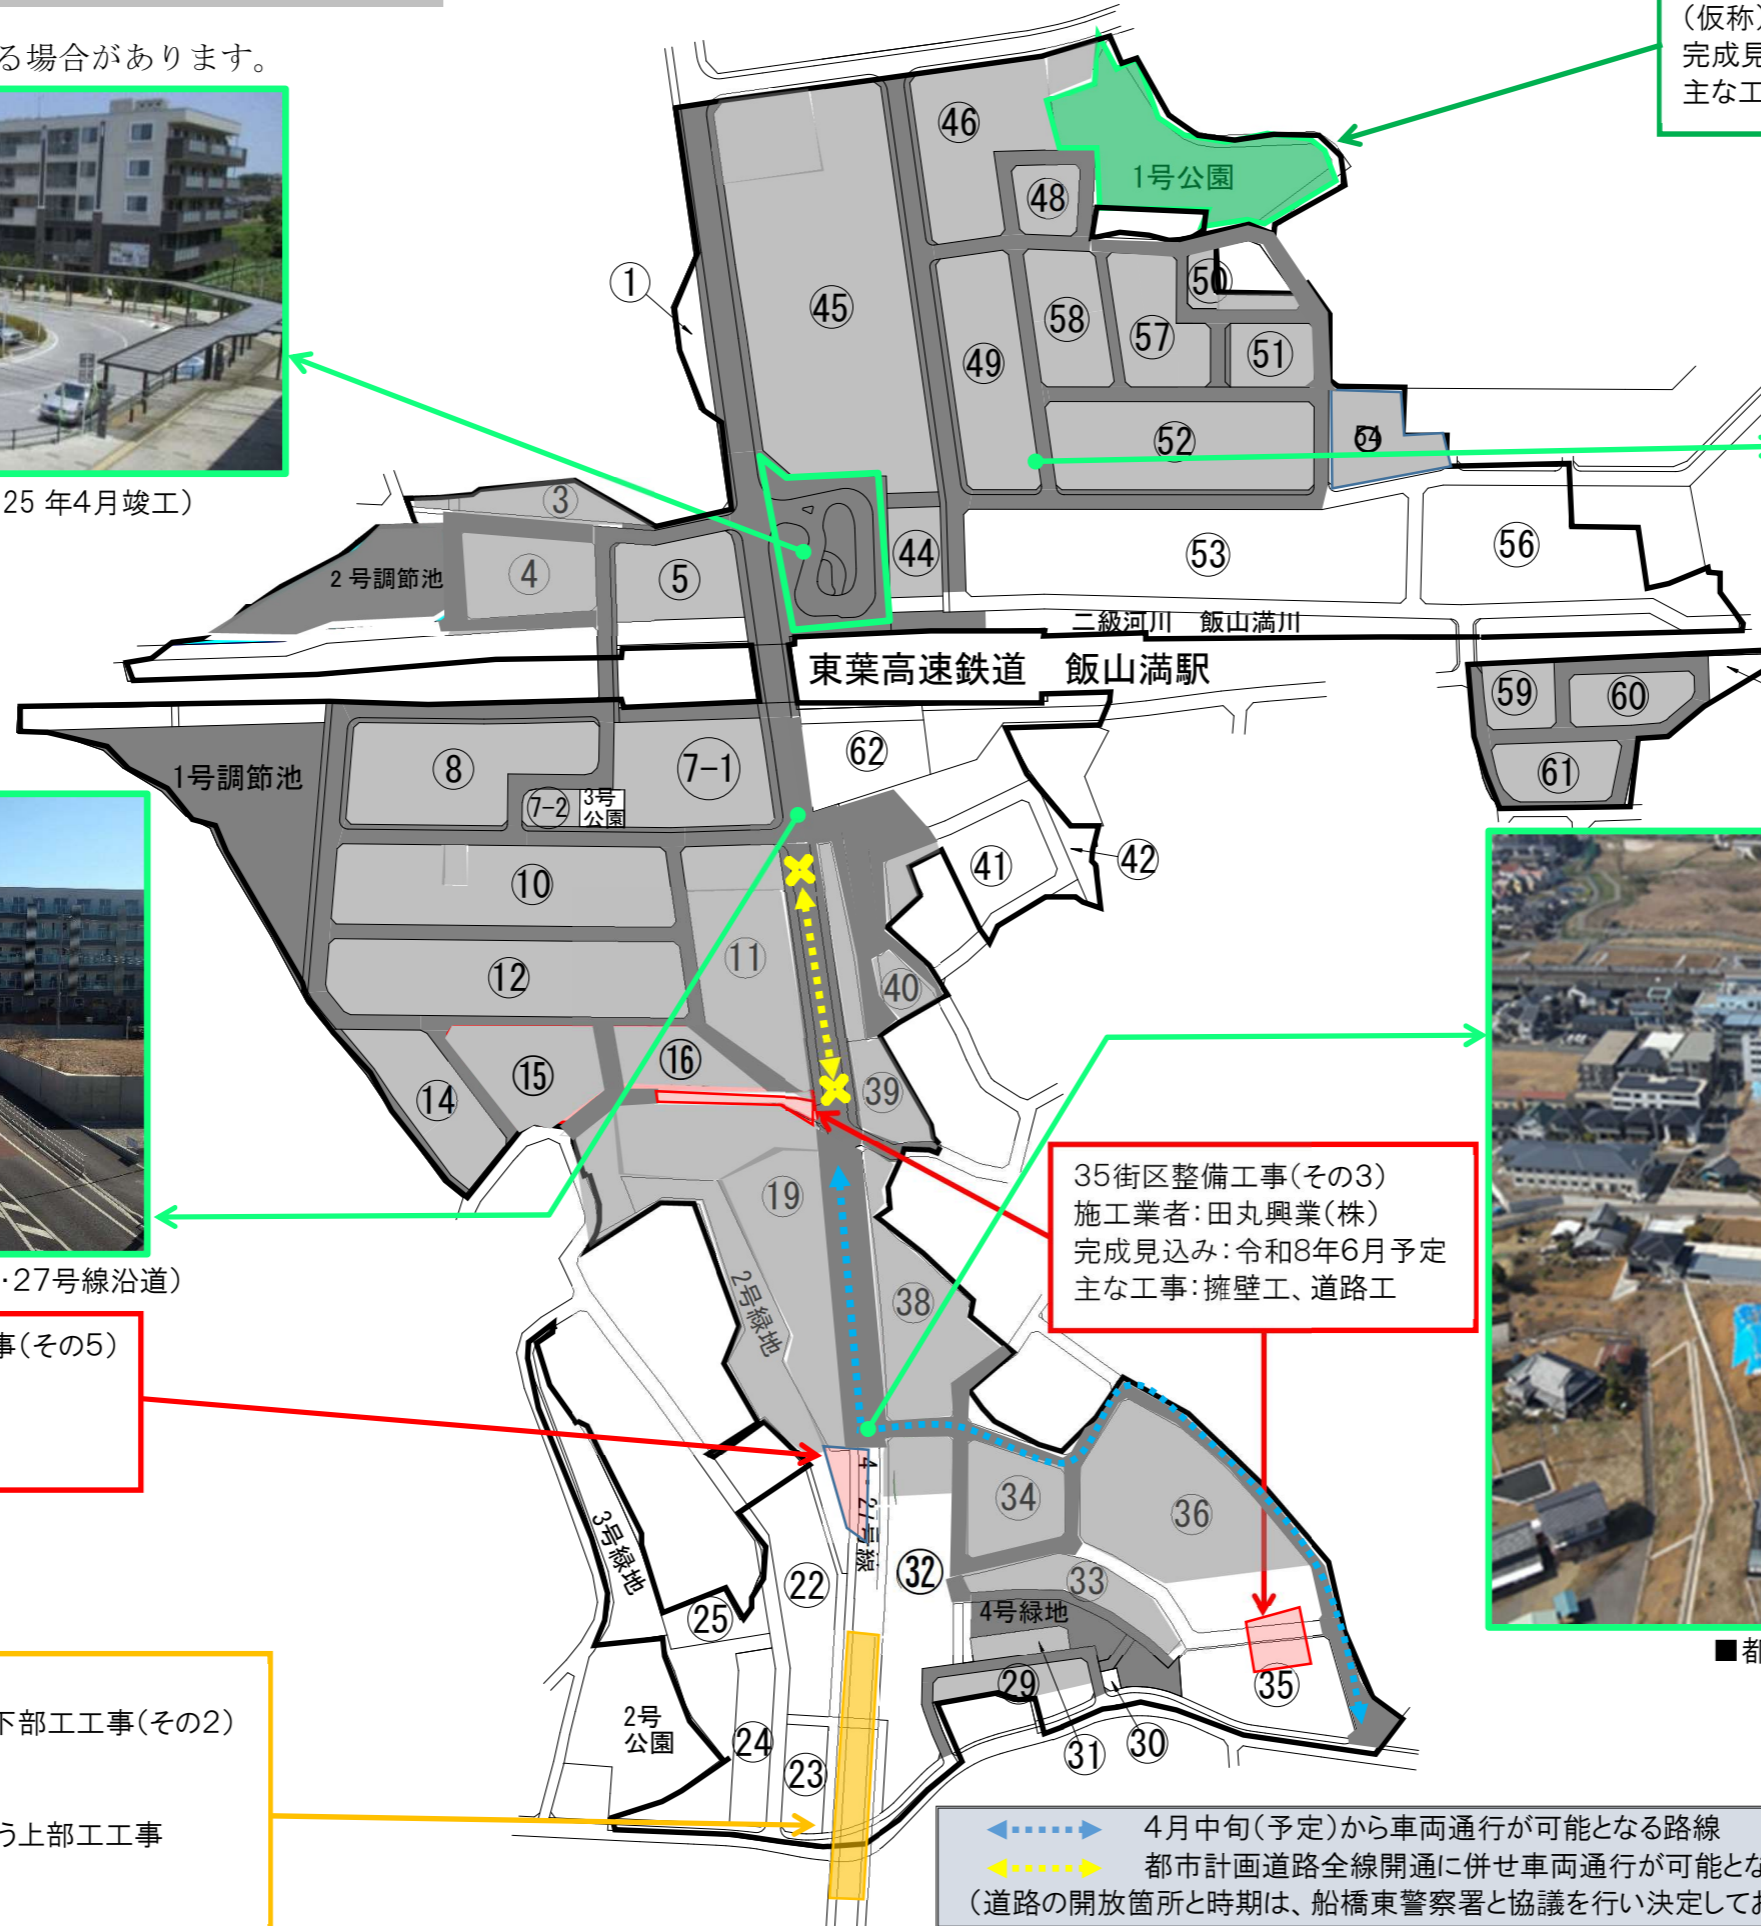 る場合があります。
(仮称)
完成見
主な工
25 年4月竣工)
①
45
46
48
1号公園
50
58
57
51
49
52
54
3
4
5
2号調節池
44
53
56
二級河川　飯山満川
東葉高速鉄道　飯山満駅
59
60
61
1号調節池
8
7-1
7-2
3号
公園
62
41
42
10
11
12
40
14
15
16
39
19
2号緑地
38
35街区整備工事(その3)
施工業者:田丸興業(株)
完成見込み:令和8年6月予定
主な工事:擁壁工、道路工
・27号線沿道)
事(その5)
34
36
33
4号緑地
32
22
25
3号緑地
29
31
30
35
2号
公園
24
23
下部工工事(その2)
う上部工工事
■都
4月中旬(予定)から車両通行が可能となる路線
都市計画道路全線開通に併せ車両通行が可能とな
(道路の開放箇所と時期は、船橋東警察署と協議を行い決定してお